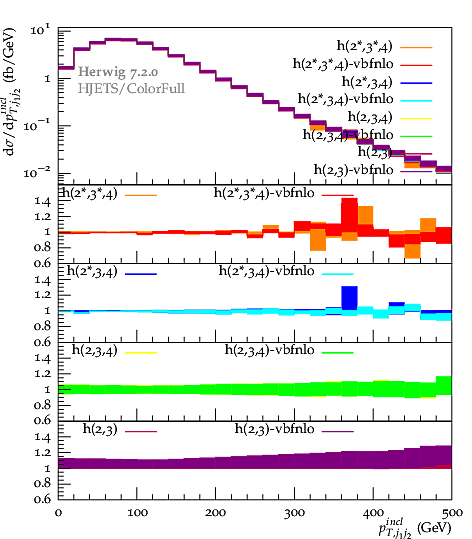 10¹
h(2*,3*,4)
h(2*,3*,4)-vbfnlo
1
Herwig 7.2.0
h(2*,3,4)
HJETS/ColorFull
h(2*,3,4)-vbfnlo
h(2,3,4)
10⁻¹
h(2,3,4)-vbfnlo
h(2,3)
10⁻²
h(2,3)-vbfnlo
dσ/dp_{T,j₁j₂}^{incl} (fb/GeV)
h(2*,3*,4) h(2*,3*,4)-vbfnlo
1.4
1.2
1
0.8
0.6
h(2*,3,4) h(2*,3,4)-vbfnlo
1.4
1.2
1
0.8
0.6
h(2,3,4) h(2,3,4)-vbfnlo
1.4
1.2
1
0.8
0.6
h(2,3) h(2,3)-vbfnlo
1.4
1.2
1
0.8
0.6
0 100 200 300 400 500
p_{T,j₁j₂}^{incl} (GeV)